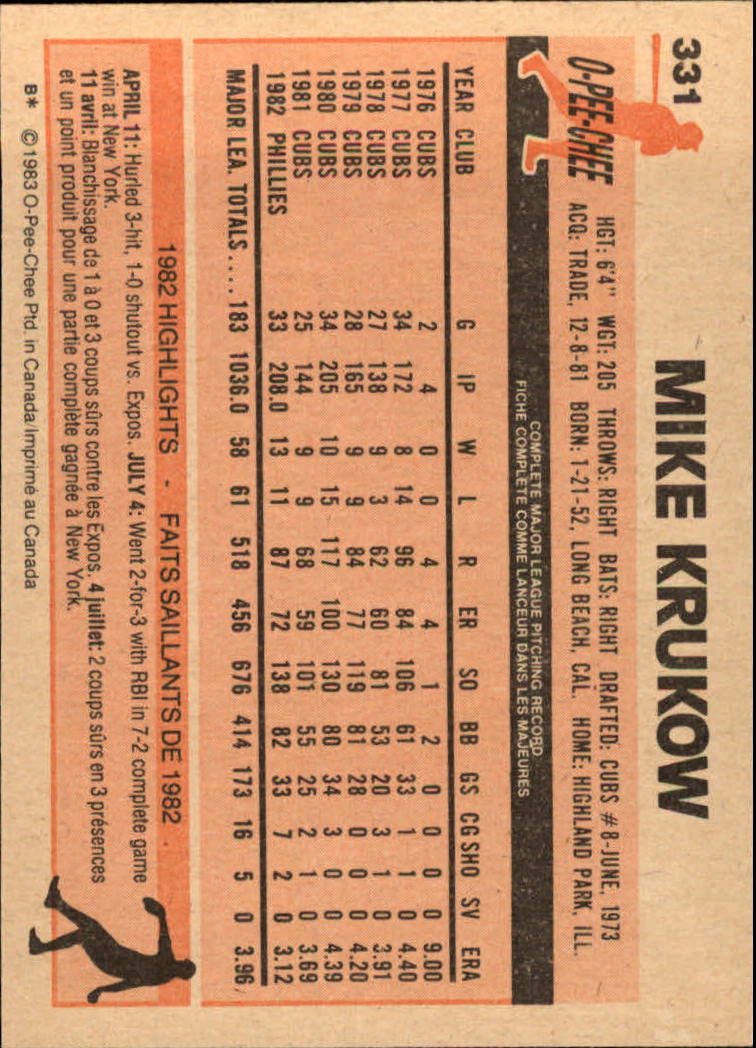 331
MIKE KRUKOW
O-PEE-CHEE
HGT: 6'4" WGT: 205 THROWS: RIGHT BATS: RIGHT DRAFTED: CUBS #8-JUNE, 1973
ACQ: TRADE, 12-8-81 BORN: 1-21-52, LONG BEACH, CAL. HOME: HIGHLAND PARK, ILL.
COMPLETE MAJOR LEAGUE PITCHING RECORD
FICHE COMPLETE COMME LANCEUR DANS LES MAJEURES
YEAR CLUB G IP W L R ER SO BB GS CG SHO SV ERA
1976 CUBS 2 4 0 0 4 4 1 2 0 0 0 0 9.00
1977 CUBS 34 172 8 14 96 84 106 61 33 1 1 0 4.40
1978 CUBS 27 138 9 3 62 60 81 53 20 3 1 0 3.91
1979 CUBS 28 165 9 9 84 77 119 81 28 0 0 0 4.20
1980 CUBS 34 205 10 15 117 100 130 80 34 3 0 0 4.39
1981 CUBS 25 144 9 9 68 59 101 55 25 2 1 0 3.69
1982 PHILLIES 33 208.0 13 11 87 72 138 82 33 7 2 0 3.12
MAJOR LEA. TOTALS.... 183 1036.0 58 61 518 456 676 414 173 16 5 0 3.96
1982 HIGHLIGHTS - FAITS SAILLANTS DE 1982
APRIL 11: Hurled 3-hit, 1-0 shutout vs. Expos. JULY 4: Went 2-for-3 with RBI in 7-2 complete game
win at New York.
11 avril: Blanchissage de 1 à 0 et 3 coups sûrs contre les Expos. 4 juillet: 2 coups sûrs en 3 présences
et un point produit pour une partie complète gagnée à New York.
B* © 1983 O-Pee-Chee Ptd. in Canada/Imprimé au Canada